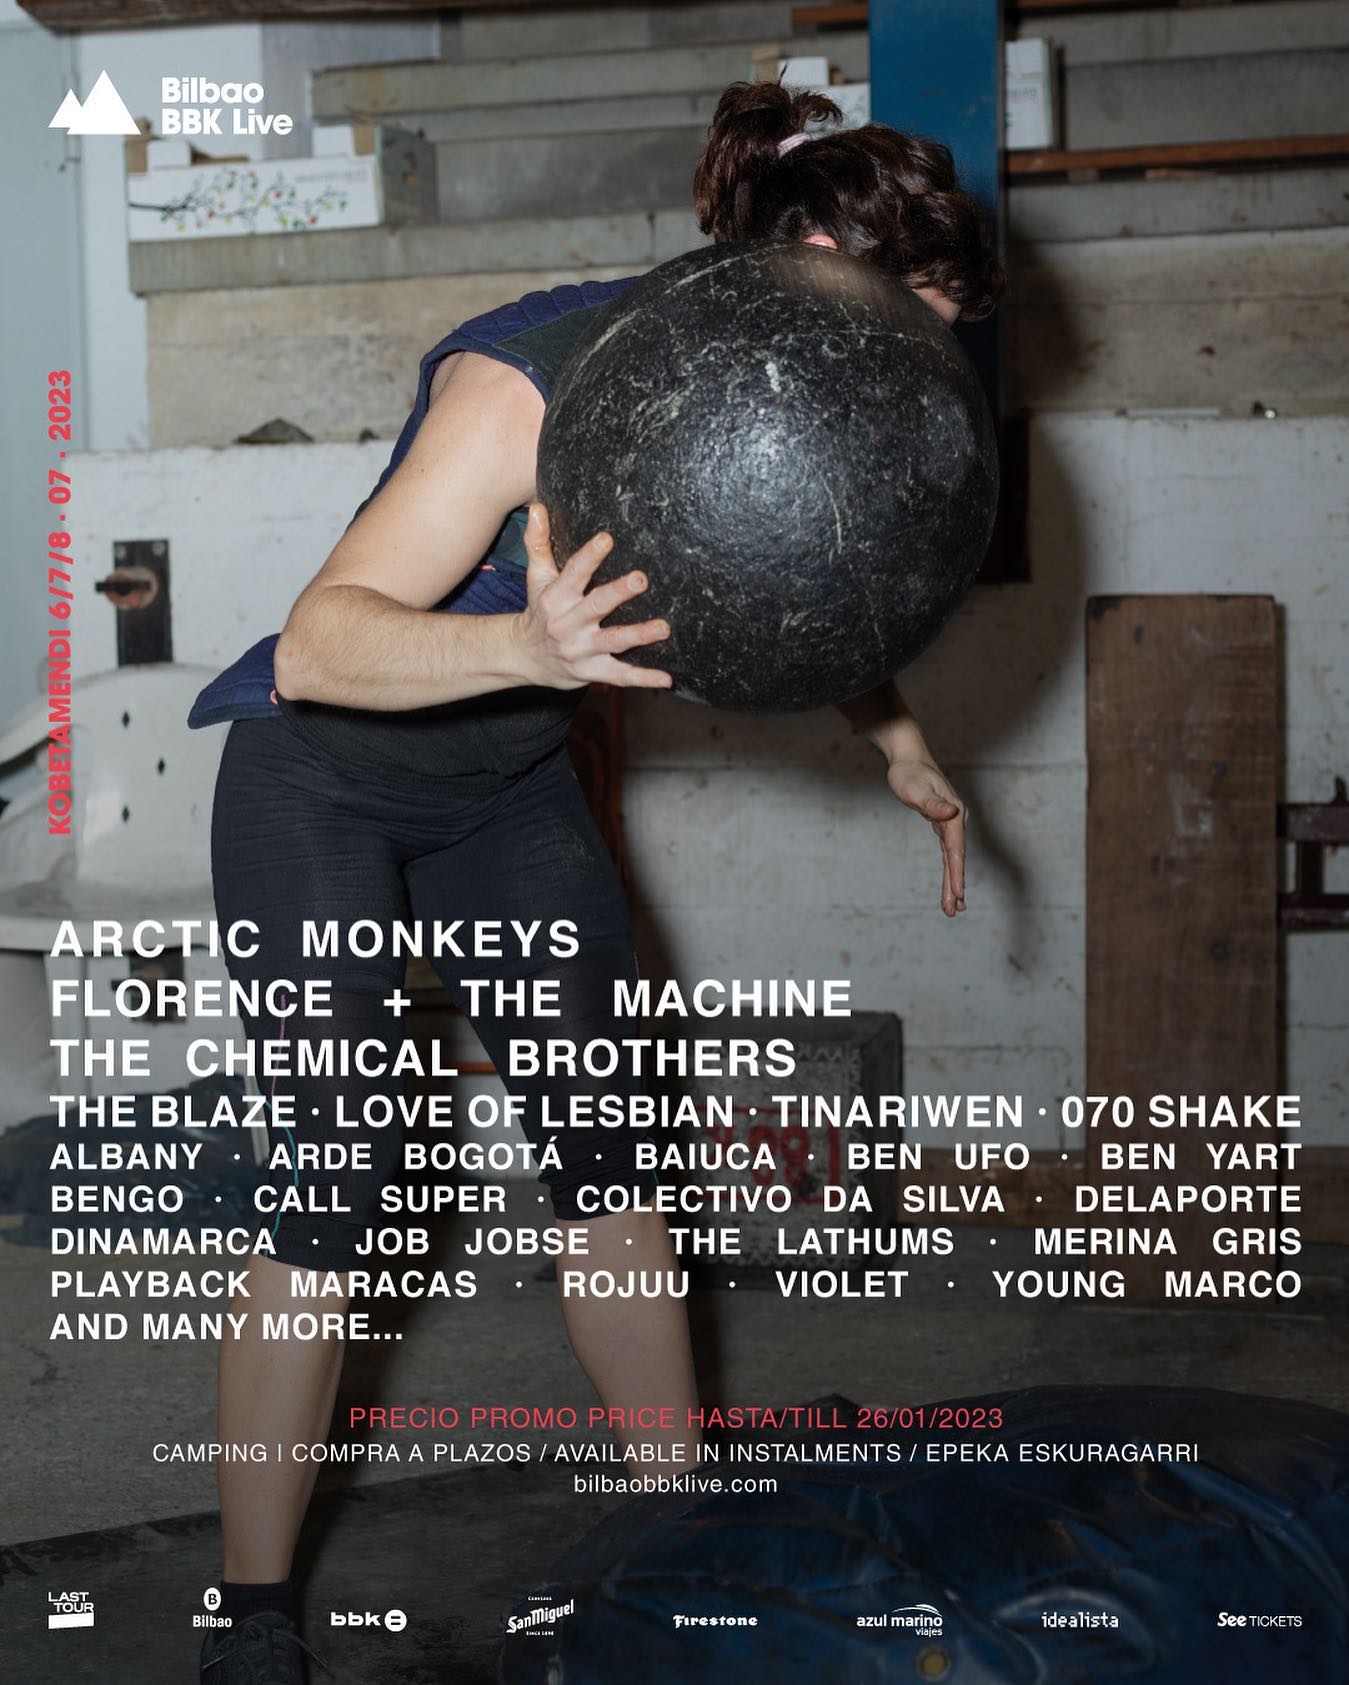 Bilbao
BBK Live
KOBETAMENDI 6/7/8 . 07 . 2023
ARCTIC MONKEYS
FLORENCE + THE MACHINE
THE CHEMICAL BROTHERS
THE BLAZE · LOVE OF LESBIAN · TINARIWEN · 070 SHAKE
ALBANY · ARDE BOGOTÁ · BAIUCA · BEN UFO · BEN YART
BENGO · CALL SUPER · COLECTIVO DA SILVA · DELAPORTE
DINAMARCA · JOB JOBSE · THE LATHUMS · MERINA GRIS
PLAYBACK MARACAS · ROJUU · VIOLET · YOUNG MARCO
AND MANY MORE...
PRECIO PROMO PRICE HASTA/TILL 26/01/2023
CAMPING | COMPRA A PLAZOS / AVAILABLE IN INSTALMENTS / EPEKA ESKURAGARRI
bilbaobbklive.com
LAST TOUR
B Bilbao
bbk
San Miguel
Firestone
azul marino viajes
idealista
See TICKETS